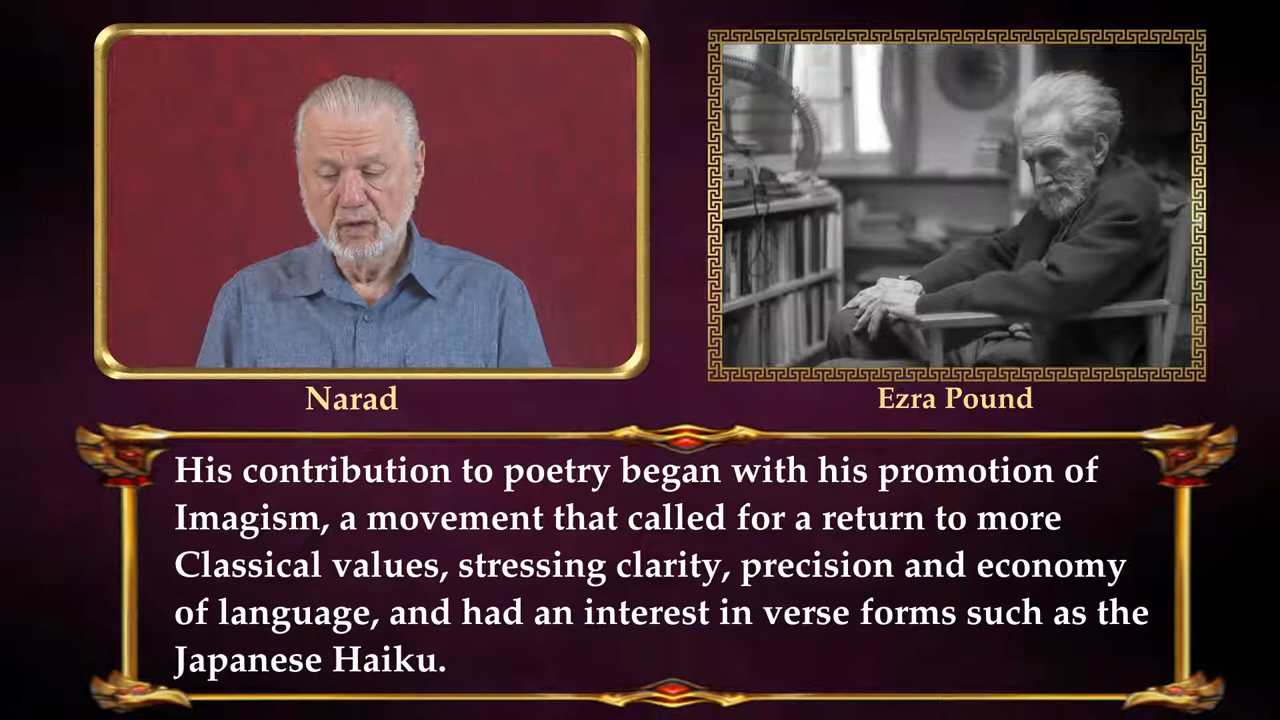 Narad
Ezra Pound
His contribution to poetry began with his promotion of
Imagism, a movement that called for a return to more
Classical values, stressing clarity, precision and economy
of language, and had an interest in verse forms such as the
Japanese Haiku.